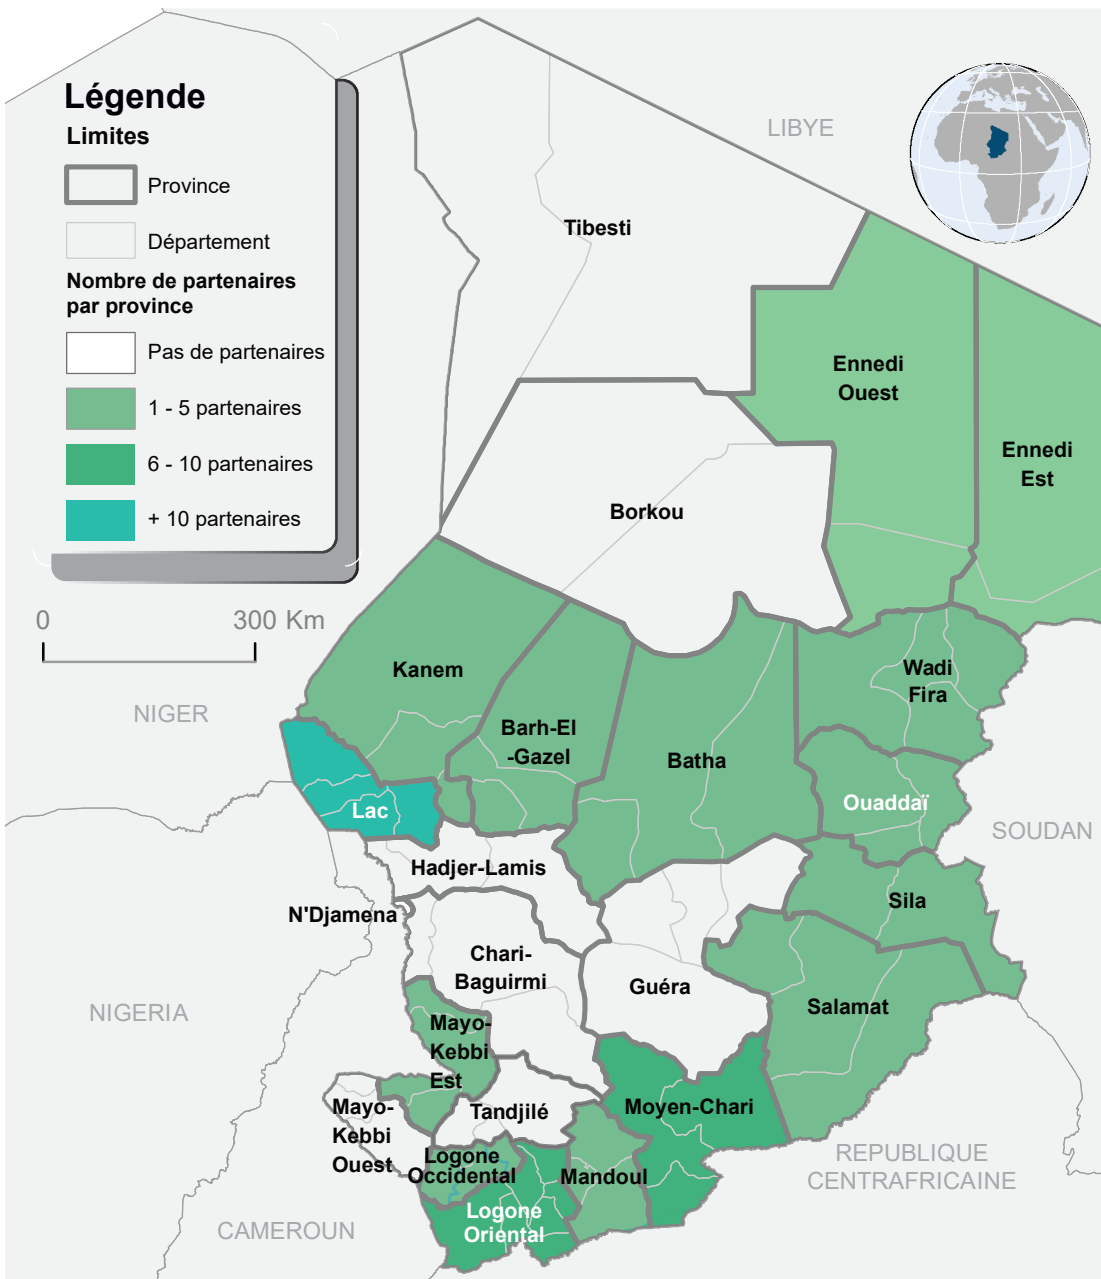 Légende
Limites
Province
Département
Nombre de partenaires
par province
Pas de partenaires
1 - 5 partenaires
6 - 10 partenaires
+ 10 partenaires
0
300 Km
LIBYE
Tibesti
Ennedi
Ouest
Ennedi
Est
Borkou
Kanem
Wadi
Fira
NIGER
Barh-El
-Gazel
Batha
Lac
Ouaddaï
SOUDAN
Hadjer-Lamis
N'Djamena
Sila
Chari-
Baguirmi
Guéra
Salamat
NIGERIA
Mayo-
Kebbi
Est
Mayo-
Kebbi
Ouest
Tandjilé
Moyen-Chari
Logone
Occidental
Mandoul
REPUBLIQUE
CENTRAFRICAINE
Logone
Oriental
CAMEROUN